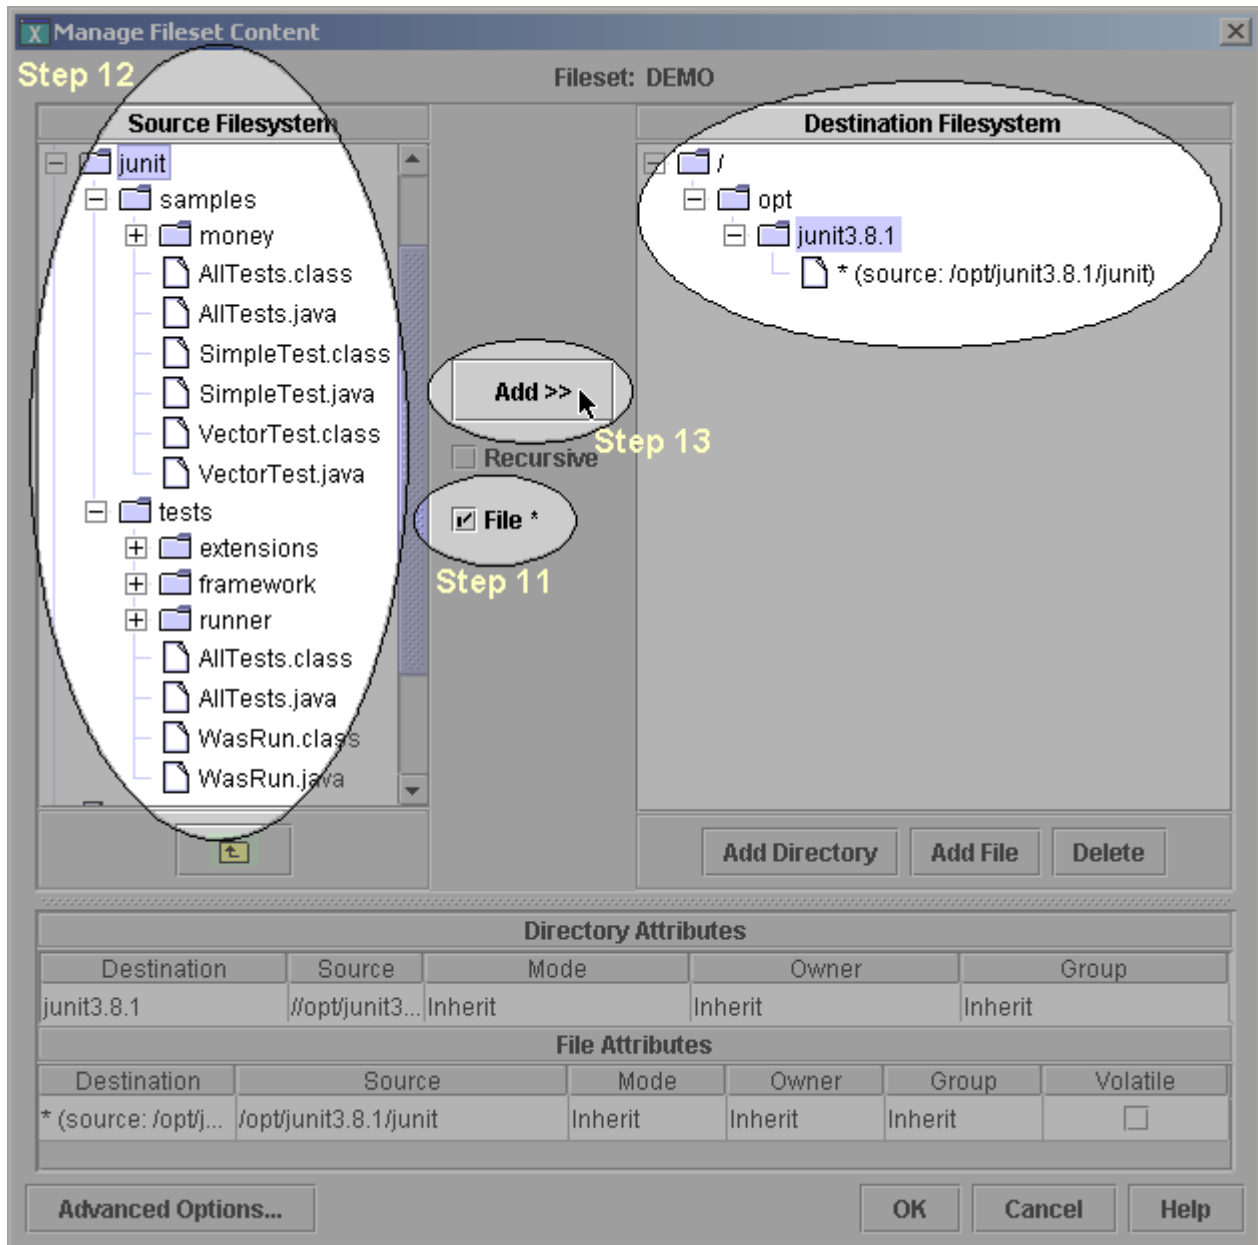 Manage Fileset Content
Step 12
Fileset: DEMO
Source Filesystem
junit
samples
money
AllTests.class
AllTests.java
SimpleTest.class
SimpleTest.java
VectorTest.class
VectorTest.java
tests
extensions
framework
runner
AllTests.class
AllTests.java
WasRun.class
WasRun.java
Add >>
Step 13
Recursive
File *
Step 11
Destination Filesystem
/
opt
junit3.8.1
* (source: /opt/junit3.8.1/junit)
Add Directory Add File Delete
Directory Attributes
Destination Source Mode Owner Group
junit3.8.1 //opt/junit3... Inherit Inherit Inherit
File Attributes
Destination Source Mode Owner Group Volatile
* (source: /opt/j... /opt/junit3.8.1/junit Inherit Inherit Inherit
Advanced Options... OK Cancel Help